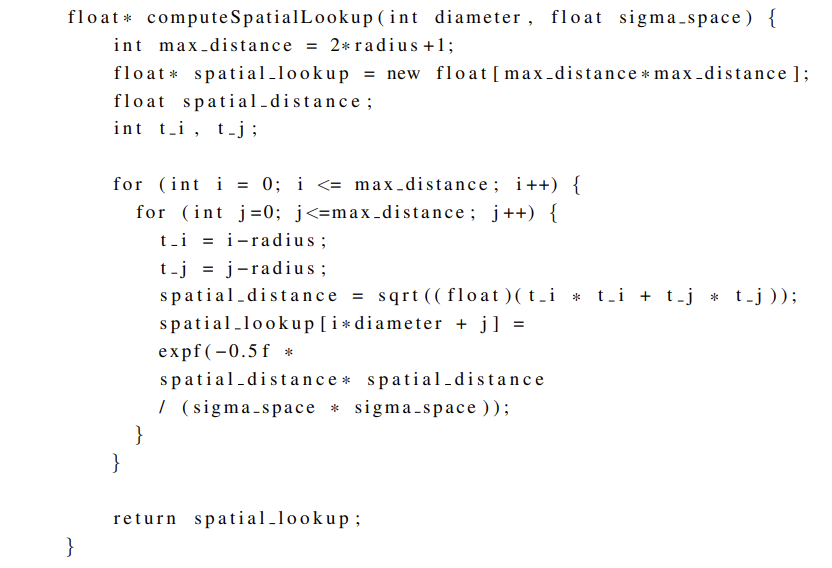 float* computeSpatialLookup(int diameter, float sigma_space) {
int max_distance = 2*radius+1;
float* spatial_lookup = new float[max_distance*max_distance];
float spatial_distance;
int t_i, t_j;
for (int i = 0; i <= max_distance; i++) {
for (int j=0; j<=max_distance; j++) {
t_i = i-radius;
t_j = j-radius;
spatial_distance = sqrt((float)(t_i * t_i + t_j * t_j));
spatial_lookup[i*diameter + j] =
expf(-0.5f *
spatial_distance* spatial_distance
/ (sigma_space * sigma_space));
}
}
return spatial_lookup;
}